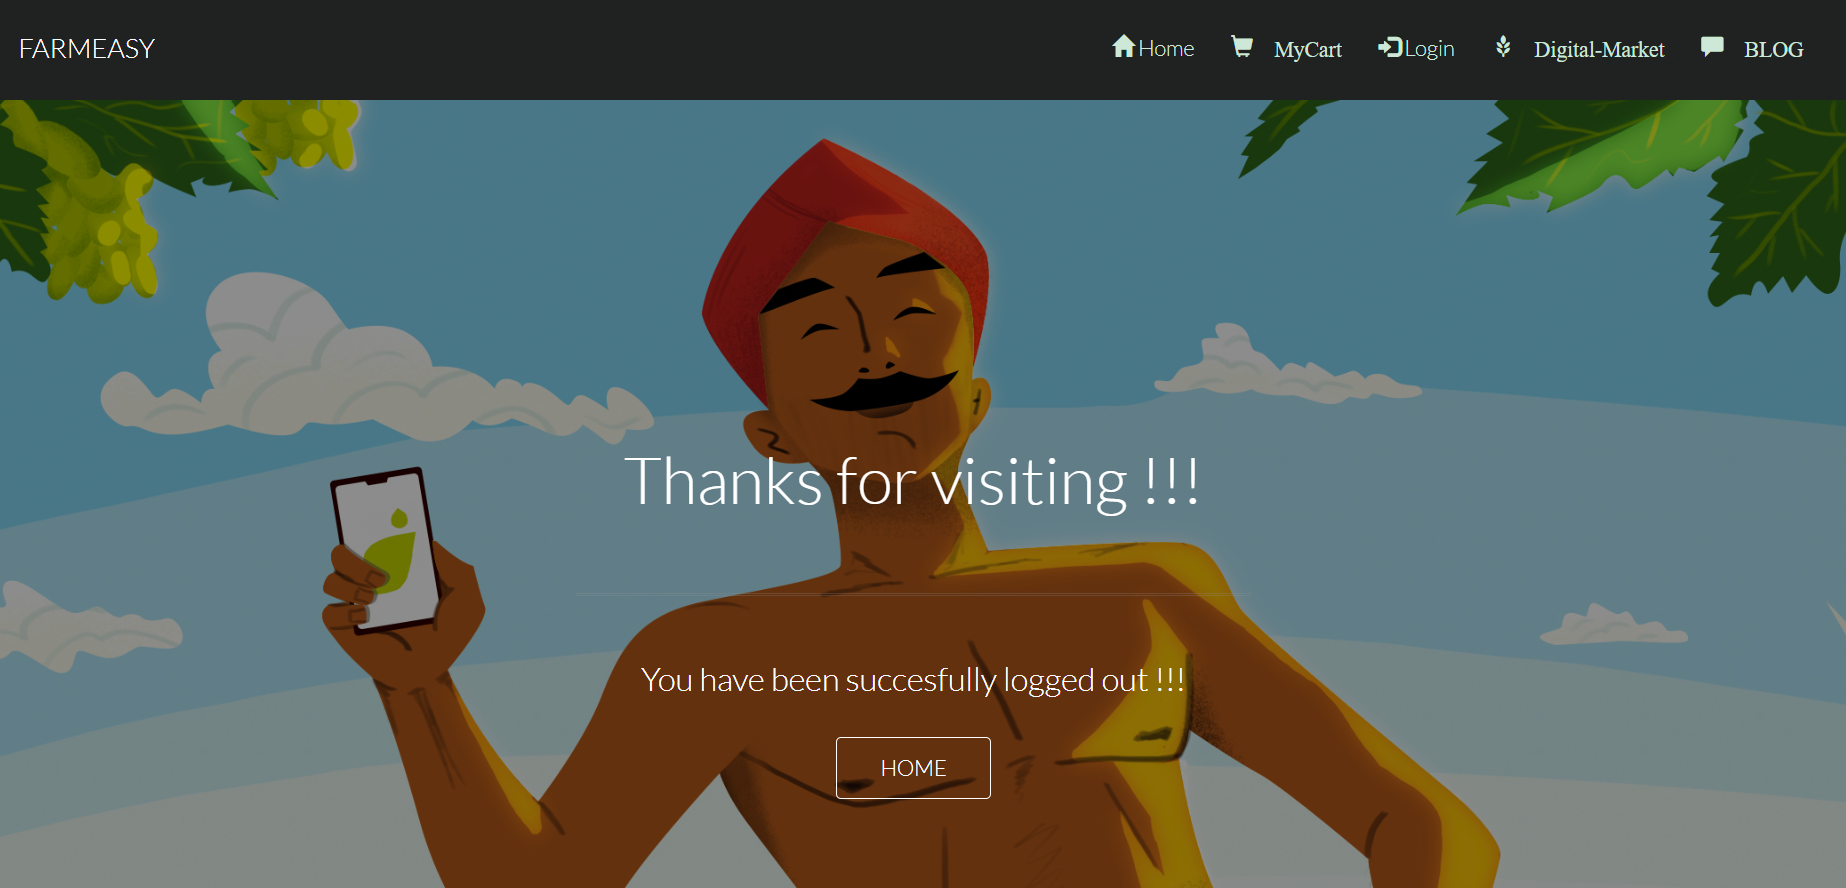 FARMEASY
Home MyCart Login Digital-Market BLOG
Thanks for visiting !!!
You have been succesfully logged out !!!
HOME